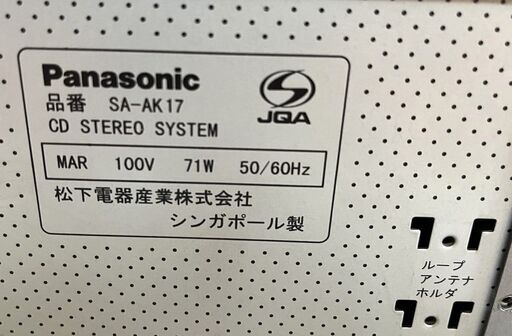 Panasonic
品番 SA-AK17
CD STEREO SYSTEM
JQA
MAR 100V 71W 50/60Hz
松下電器産業株式会社
シンガポール製
ループ
アンテナ
ホルダ